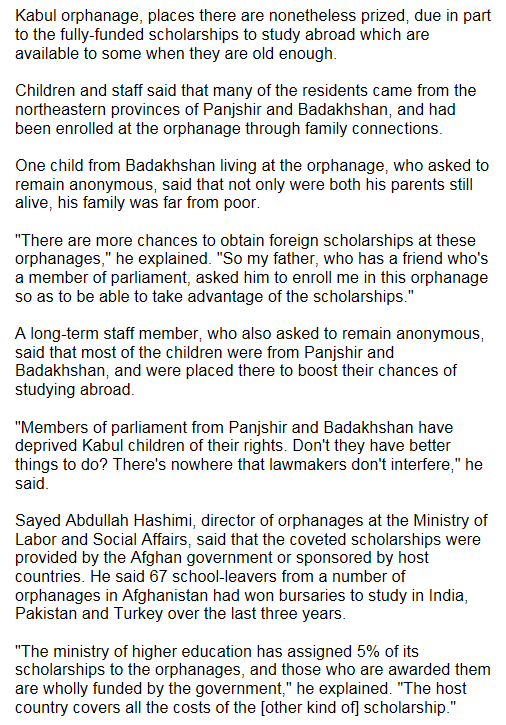 Kabul orphanage, places there are nonetheless prized, due in part
to the fully-funded scholarships to study abroad which are
available to some when they are old enough.
Children and staff said that many of the residents came from the
northeastern provinces of Panjshir and Badakhshan, and had
been enrolled at the orphanage through family connections.
One child from Badakhshan living at the orphanage, who asked to
remain anonymous, said that not only were both his parents still
alive, his family was far from poor.
"There are more chances to obtain foreign scholarships at these
orphanages," he explained. "So my father, who has a friend who's
a member of parliament, asked him to enroll me in this orphanage
so as to be able to take advantage of the scholarships."
A long-term staff member, who also asked to remain anonymous,
said that most of the children were from Panjshir and
Badakhshan, and were placed there to boost their chances of
studying abroad.
"Members of parliament from Panjshir and Badakhshan have
deprived Kabul children of their rights. Don't they have better
things to do? There's nowhere that lawmakers don't interfere," he
said.
Sayed Abdullah Hashimi, director of orphanages at the Ministry of
Labor and Social Affairs, said that the coveted scholarships were
provided by the Afghan government or sponsored by host
countries. He said 67 school-leavers from a number of
orphanages in Afghanistan had won bursaries to study in India,
Pakistan and Turkey over the last three years.
"The ministry of higher education has assigned 5% of its
scholarships to the orphanages, and those who are awarded them
are wholly funded by the government," he explained. "The host
country covers all the costs of the [other kind of] scholarship."